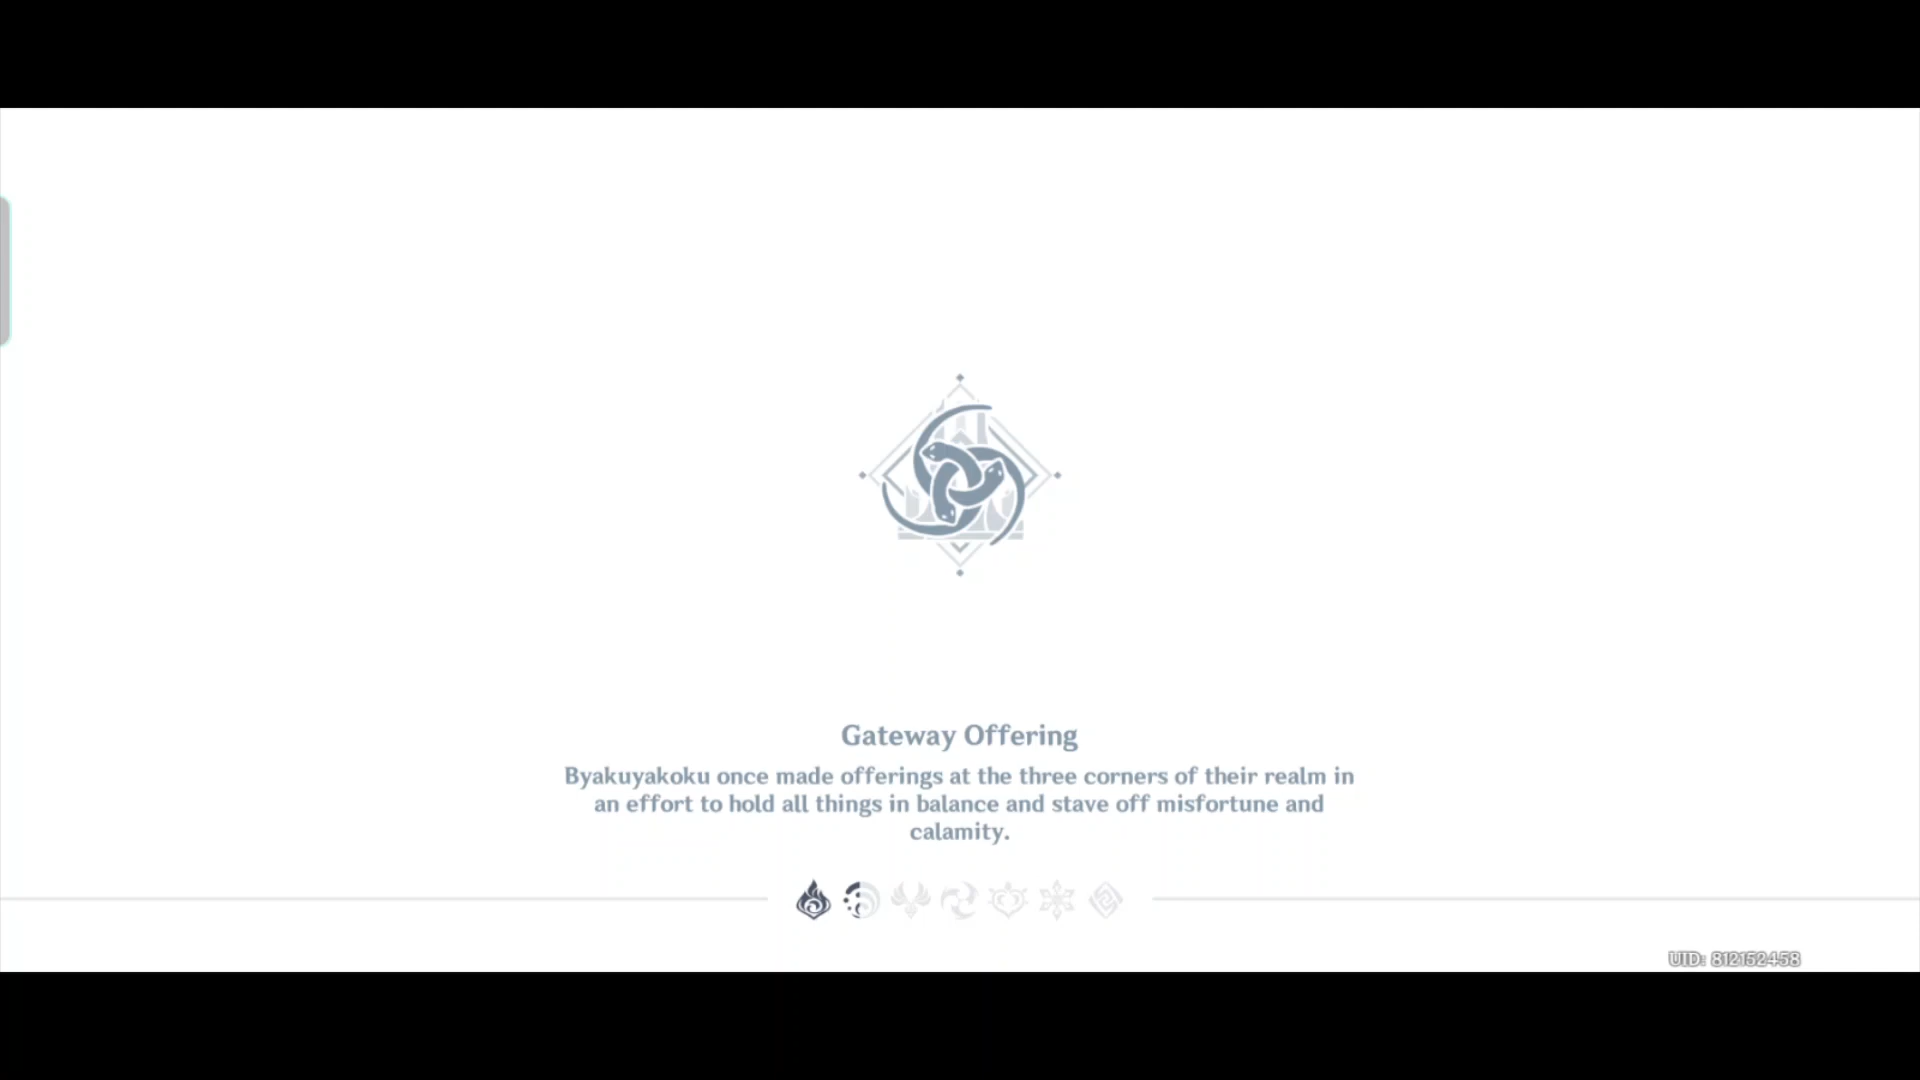 Gateway Offering
Byakuyakoku once made offerings at the three corners of their realm in
an effort to hold all things in balance and stave off misfortune and
calamity.
UID: 812152458